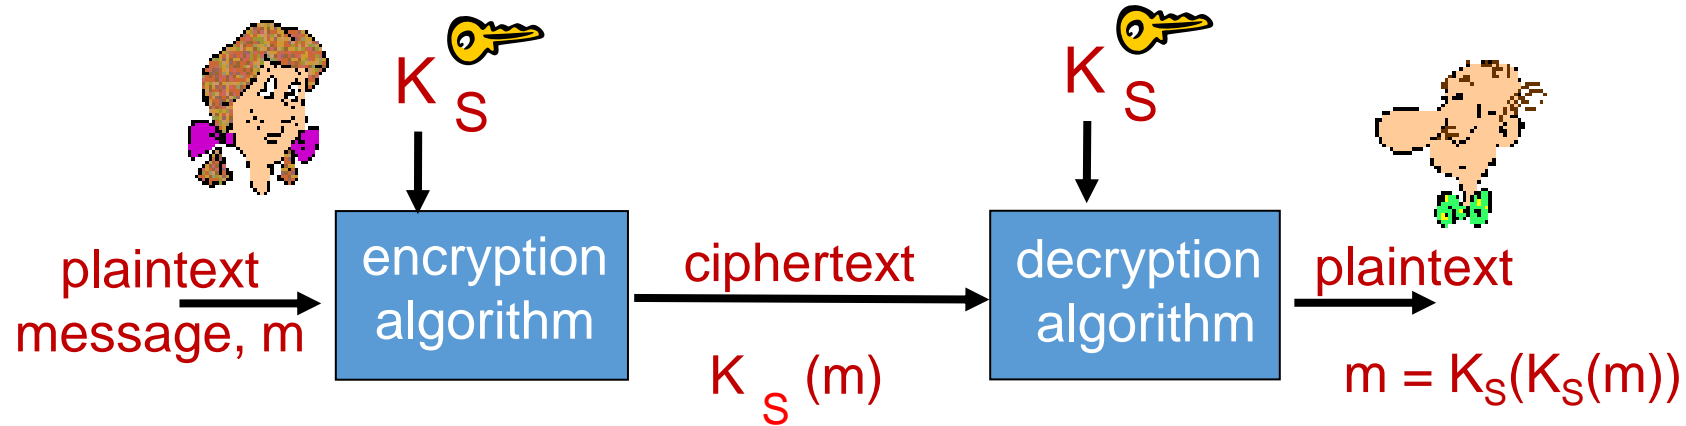 K S
K S
plaintext
message, m
encryption
algorithm
ciphertext
K S (m)
decryption
algorithm
plaintext
m = KS(KS(m))